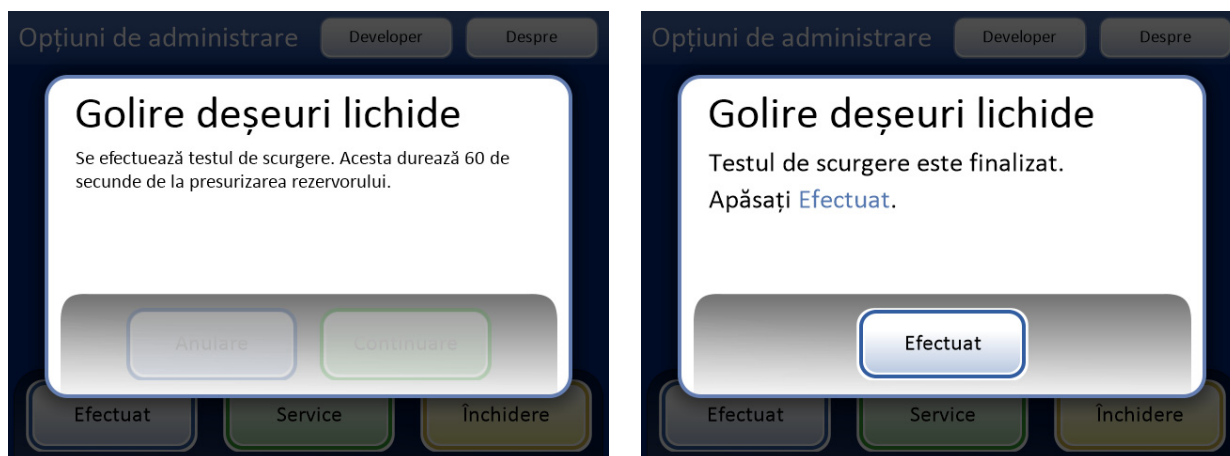 Opțiuni de administrare Developer Despre
Golire deșeuri lichide
Se efectuează testul de scurgere. Acesta durează 60 de
secunde de la presurizarea rezervorului.
Anulare Continuare
Efectuat Service Închidere
Opțiuni de administrare Developer Despre
Golire deșeuri lichide
Testul de scurgere este finalizat.
Apăsați Efectuat.
Efectuat
Efectuat Service Închidere